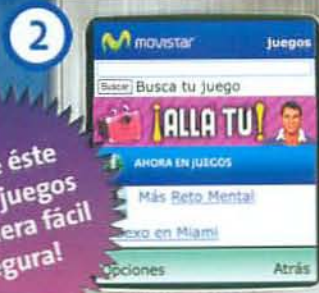 2
movistar juegos
Buscar Busca tu juego
¡ALLA TU!
AHORA EN JUEGOS
Más Reto Mental
exo en Miami
Opciones Atrás
éste
juegos
era fácil
gura!